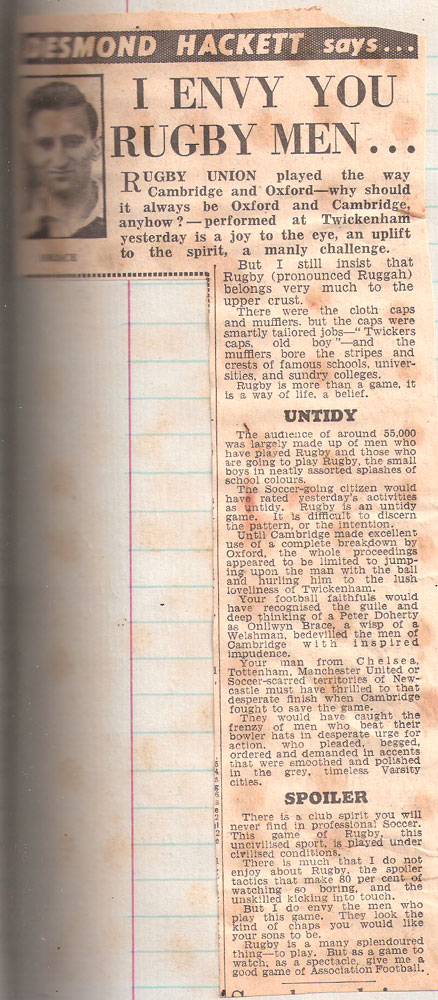 DESMOND HACKETT says...
I ENVY YOU
RUGBY MEN...
RUGBY UNION played the way
Cambridge and Oxford—why should
it always be Oxford and Cambridge,
anyhow?—performed at Twickenham
yesterday is a joy to the eye, an uplift
to the spirit, a manly challenge.
BRACE
But I still insist that
Rugby (pronounced Ruggah)
belongs very much to the
upper crust.
There were the cloth caps
and mufflers, but the caps were
smartly tailored jobs—"Twickers
caps, old boy"—and the
mufflers bore the stripes and
crests of famous schools, univer-
sities, and sundry colleges.
Rugby is more than a game, it
is a way of life, a belief.
UNTIDY
The audience of around 55,000
was largely made up of men who
have played Rugby and those who
are going to play Rugby, the small
boys in neatly assorted splashes of
school colours.
The Soccer-going citizen would
have rated yesterday's activities
as untidy. Rugby is an untidy
game. It is difficult to discern
the pattern, or the intention.
Until Cambridge made excellent
use of a complete breakdown by
Oxford, the whole proceedings
appeared to be limited to jump-
ing upon the man with the ball
and hurling him to the lush
loveliness of Twickenham.
Your football faithfuls would
have recognised the guile and
deep thinking of a Peter Doherty
as Onllwyn Brace, a wisp of a
Welshman, bedevilled the men of
Cambridge with inspired
impudence.
Your man from Chelsea,
Tottenham, Manchester United or
Soccer-scarred territories of New-
castle must have thrilled to that
desperate finish when Cambridge
fought to save the game.
They would have caught the
frenzy of men who beat their
bowler hats in desperate urge for
action, who pleaded, begged,
ordered and demanded in accents
that were smoothed and polished
in the grey, timeless Varsity
cities.
SPOILER
There is a club spirit you will
never find in professional Soccer.
This game of Rugby, this
uncivilised sport, is played under
civilised conditions.
There is much that I do not
enjoy about Rugby, the spoiler
tactics that make 80 per cent of
watching so boring, and the
unskilled kicking into touch.
But I do envy the men who
play this game. They look the
kind of chaps you would like
your sons to be.
Rugby is a many splendoured
thing—to play. But as a game to
watch, as a spectacle, give me a
good game of Association Football.